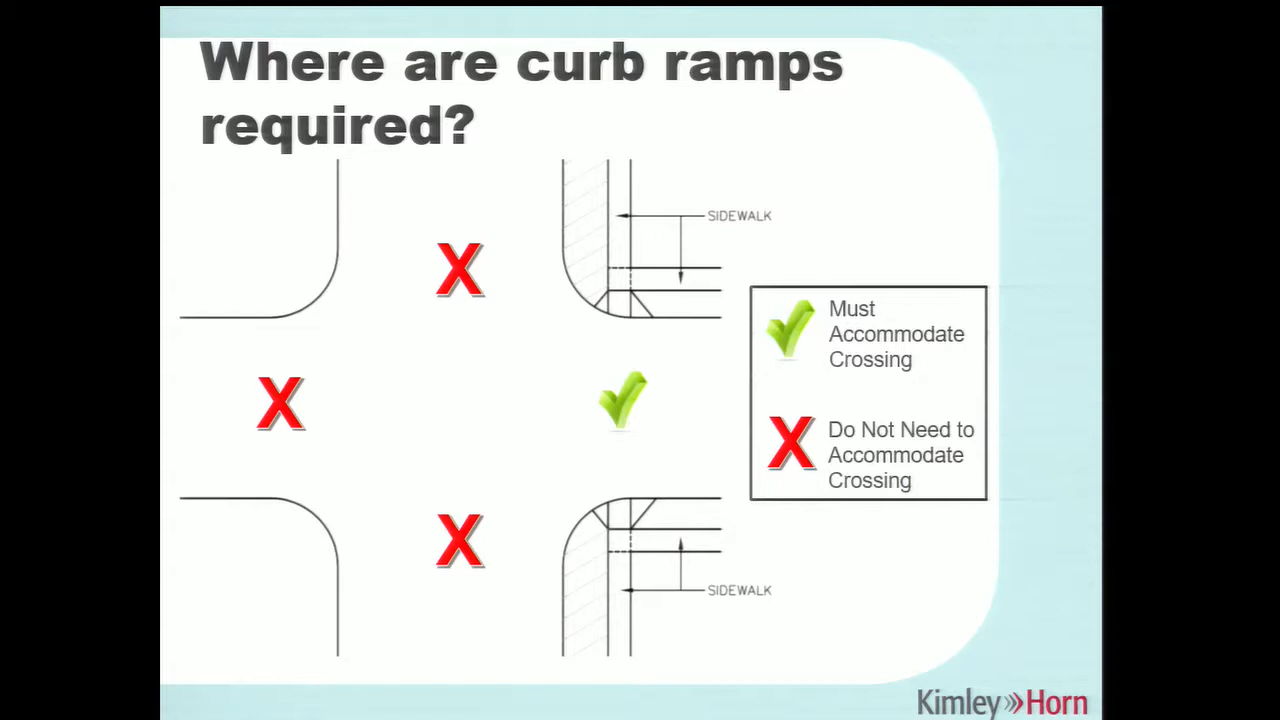 Where are curb ramps
required?
SIDEWALK
X
Must
Accommodate
Crossing
X
X
Do Not Need to
Accommodate
Crossing
X
SIDEWALK
Kimley»Horn